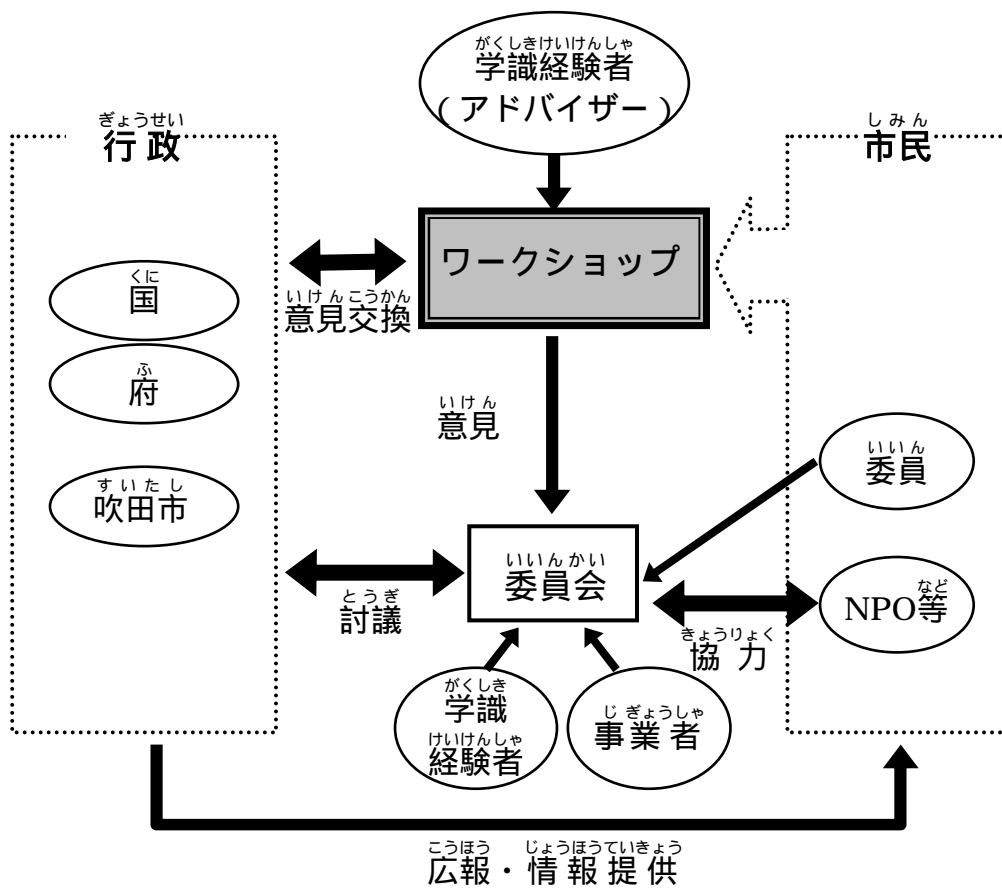 がくしきけいけんしゃ
学識経験者
(アドバイザー)
ぎょうせい
行政
しみん
市民
ワークショップ
くに
国
いけんこうかん
意見交換
ふ
府
いけん
意見
いいん
委員
すいたし
吹田市
いいんかい
委員会
とうぎ
討議
など
NPO等
きょうりょく
協力
がくしき
学識
けいけんしゃ
経験者
じぎょうしゃ
事業者
こうほう じょうほうていきょう
広報・情報提供